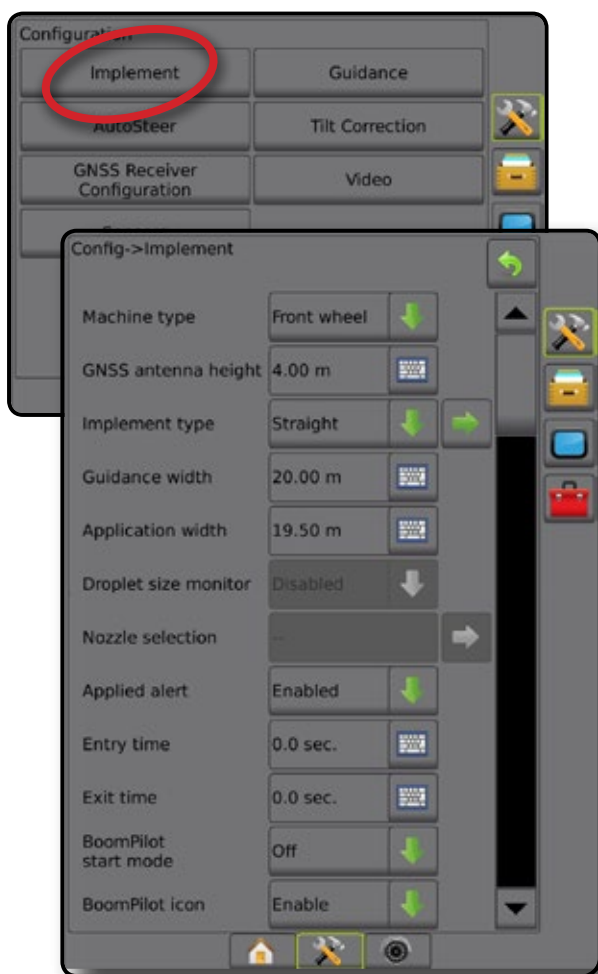 Configuration
Implement
Guidance
AutoSteer
Tilt Correction
GNSS Receiver
Configuration
Video
Config->Implement
Machine type
Front wheel
GNSS antenna height
4.00 m
Implement type
Straight
Guidance width
20.00 m
Application width
19.50 m
Droplet size monitor
Disabled
Nozzle selection
--
Applied alert
Enabled
Entry time
0.0 sec.
Exit time
0.0 sec.
BoomPilot
start mode
Off
BoomPilot icon
Enable